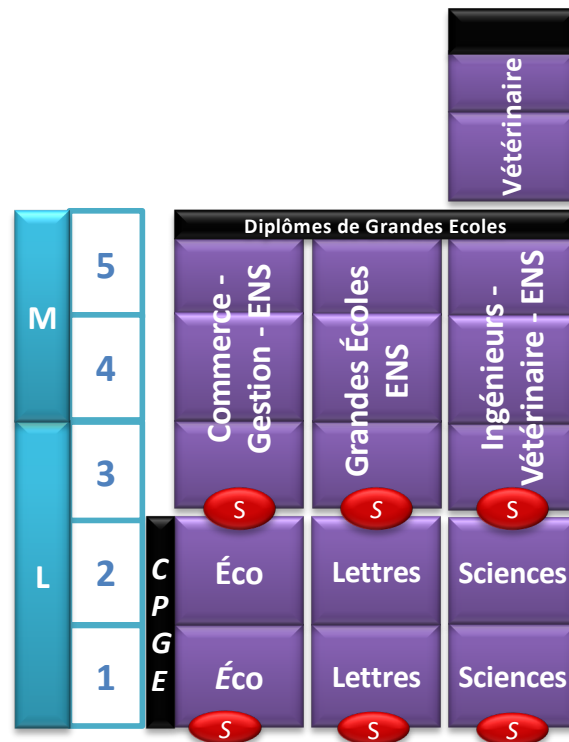 Vétérinaire
Diplômes de Grandes Ecoles
M
5
4
3
Commerce -
Gestion - ENS
Grandes Écoles
ENS
Ingénieurs -
Vétérinaire - ENS
S
S
S
L
2
1
CPGE
Éco
Lettres
Sciences
Éco
Lettres
Sciences
S
S
S